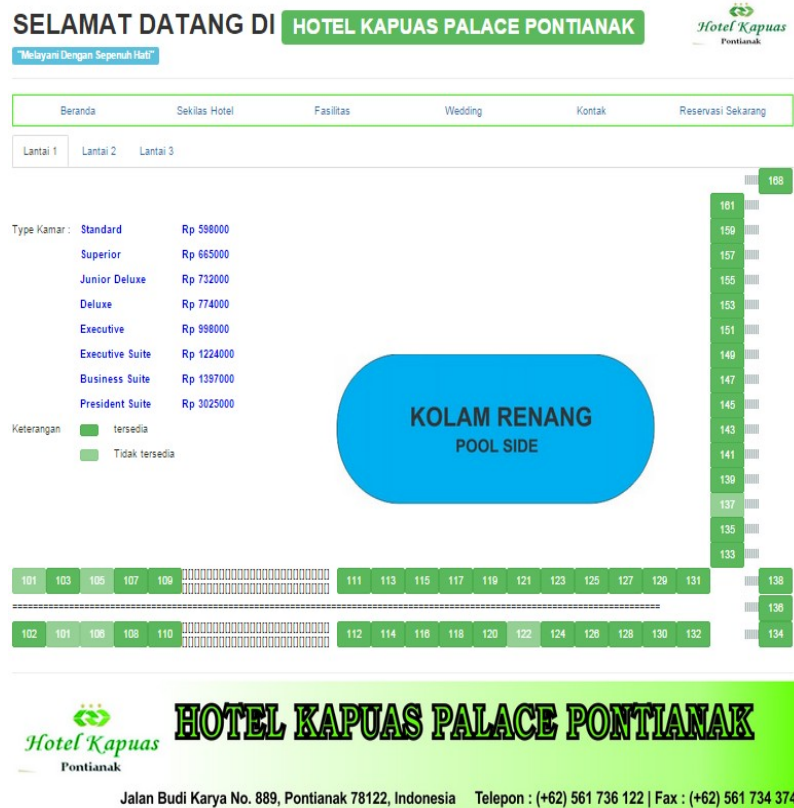 SELAMAT DATANG DI HOTEL KAPUAS PALACE PONTIANAK
Hotel Kapuas
Pontianak
"Melayani Dengan Sepenuh Hati"
Beranda Sekilas Hotel Fasilitas Wedding Kontak Reservasi Sekarang
Lantai 1 Lantai 2 Lantai 3
168
161
Type Kamar : Standard Rp 598000 159
Superior Rp 665000 157
Junior Deluxe Rp 732000 155
Deluxe Rp 774000 153
Executive Rp 998000 151
Executive Suite Rp 1224000 149
Business Suite Rp 1397000 147
President Suite Rp 3025000 145
KOLAM RENANG
POOL SIDE
Keterangan tersedia 143
Tidak tersedia 141
139
137
135
133
101 103 105 107 109 111 113 115 117 119 121 123 125 127 129 131 138
136
102 101 106 108 110 112 114 116 118 120 122 124 126 128 130 132 134
Hotel Kapuas
Pontianak
HOTEL KAPUAS PALACE PONTIANAK
Jalan Budi Karya No. 889, Pontianak 78122, Indonesia Telepon : (+62) 561 736 122 | Fax : (+62) 561 734 374